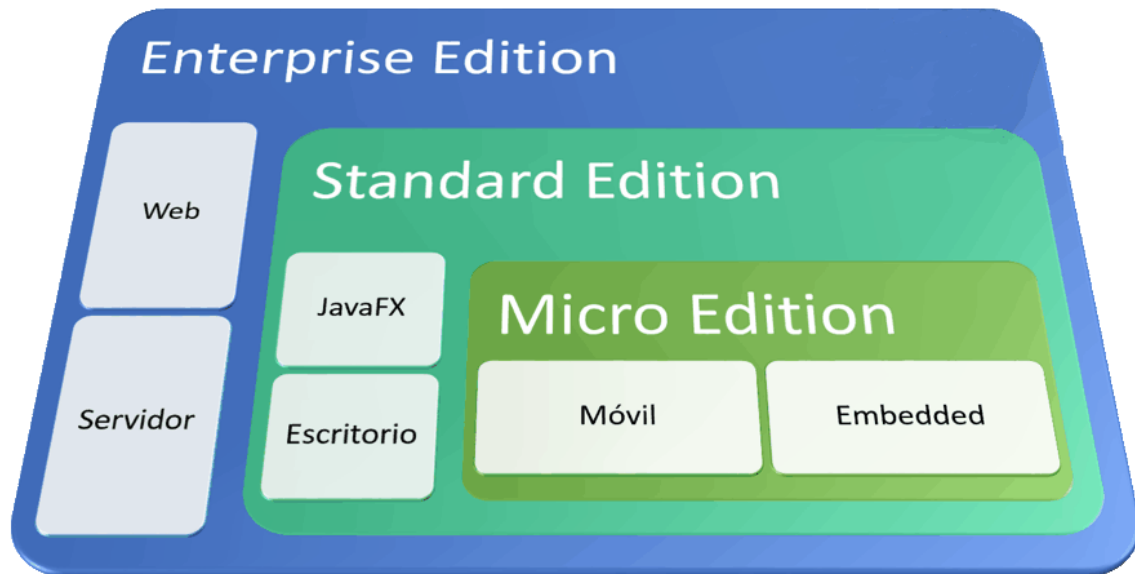 Enterprise Edition
Web
Servidor
Standard Edition
JavaFX
Escritorio
Micro Edition
Móvil
Embedded